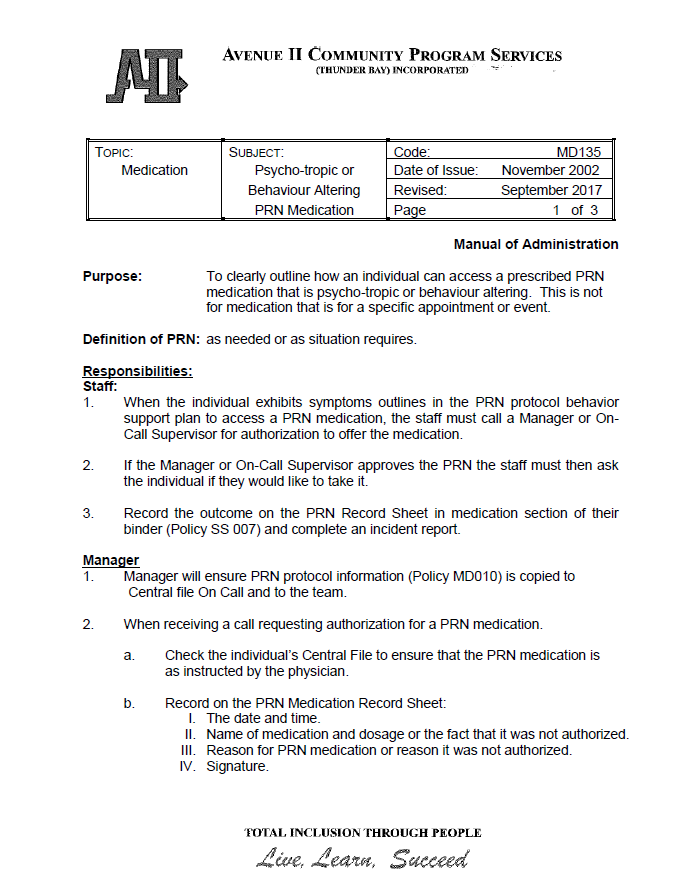 AII
AVENUE II COMMUNITY PROGRAM SERVICES
(THUNDER BAY) INCORPORATED
TOPIC:
Medication
SUBJECT:
Psycho-tropic or
Behaviour Altering
PRN Medication
Code: MD135
Date of Issue: November 2002
Revised: September 2017
Page 1 of 3
Manual of Administration
Purpose: To clearly outline how an individual can access a prescribed PRN
medication that is psycho-tropic or behaviour altering. This is not
for medication that is for a specific appointment or event.
Definition of PRN: as needed or as situation requires.
Responsibilities:
Staff:
1. When the individual exhibits symptoms outlines in the PRN protocol behavior
support plan to access a PRN medication, the staff must call a Manager or On-
Call Supervisor for authorization to offer the medication.
2. If the Manager or On-Call Supervisor approves the PRN the staff must then ask
the individual if they would like to take it.
3. Record the outcome on the PRN Record Sheet in medication section of their
binder (Policy SS 007) and complete an incident report.
Manager
1. Manager will ensure PRN protocol information (Policy MD010) is copied to
Central file On Call and to the team.
2. When receiving a call requesting authorization for a PRN medication.
a. Check the individual's Central File to ensure that the PRN medication is
as instructed by the physician.
b. Record on the PRN Medication Record Sheet:
I. The date and time.
II. Name of medication and dosage or the fact that it was not authorized.
III. Reason for PRN medication or reason it was not authorized.
IV. Signature.
TOTAL INCLUSION THROUGH PEOPLE
Live, Learn, Succeed